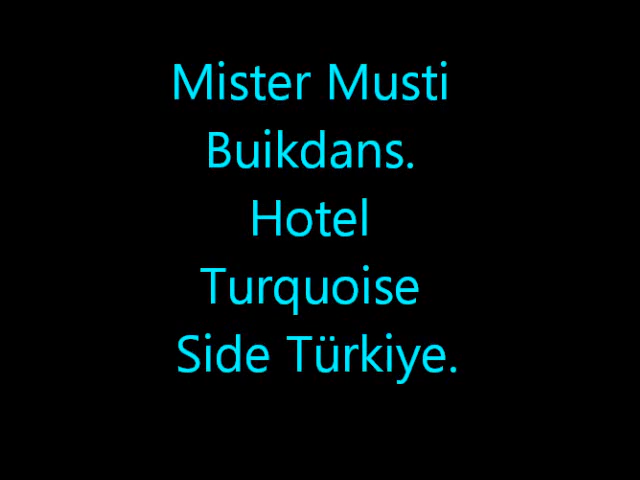 Mister Musti
Buikdans.
Hotel
Turquoise
Side Türkiye.